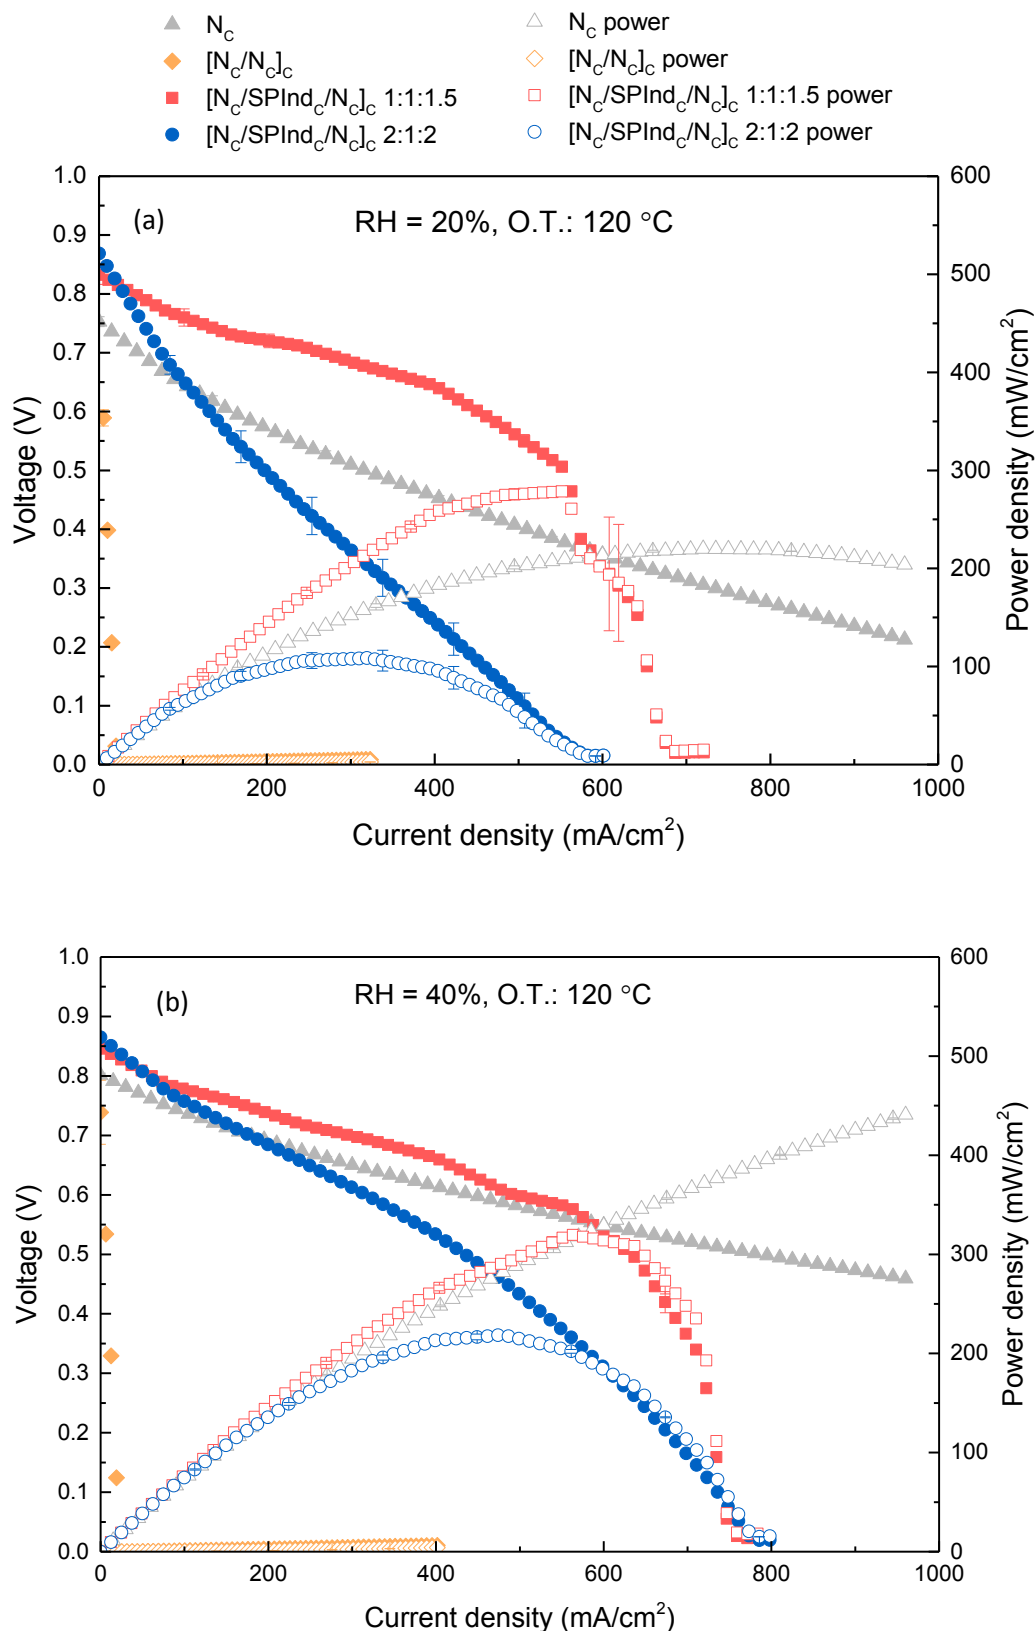 N_C N_C power
[N_C/N_C]_C [N_C/N_C]_C power
[N_C/SPInd_C/N_C]_C 1:1:1.5 [N_C/SPInd_C/N_C]_C 1:1:1.5 power
[N_C/SPInd_C/N_C]_C 2:1:2 [N_C/SPInd_C/N_C]_C 2:1:2 power
(a)
RH = 20%, O.T.: 120 °C
Voltage (V)
1.0
0.9
0.8
0.7
0.6
0.5
0.4
0.3
0.2
0.1
0.0
600
500
400
300
200
100
0
Power density (mW/cm²)
0 200 400 600 800 1000
Current density (mA/cm²)
(b)
RH = 40%, O.T.: 120 °C
Voltage (V)
1.0
0.9
0.8
0.7
0.6
0.5
0.4
0.3
0.2
0.1
0.0
600
500
400
300
200
100
0
Power density (mW/cm²)
0 200 400 600 800 1000
Current density (mA/cm²)